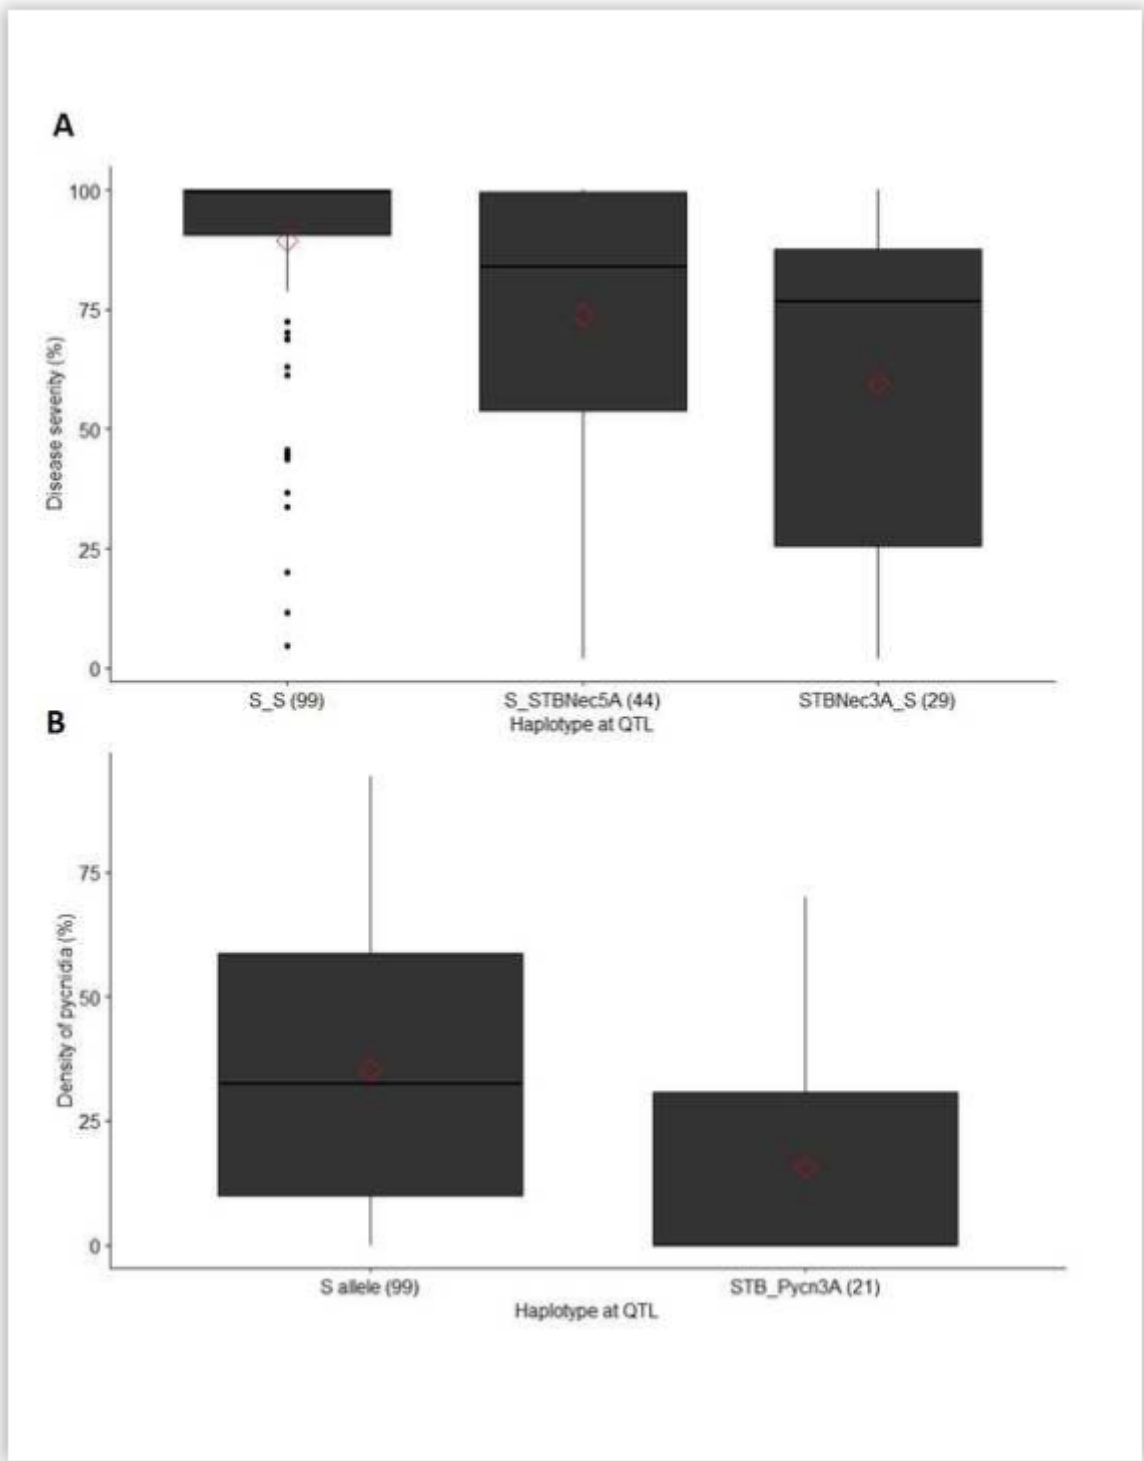 A
100
75
50
25
0
Disease severity (%)
S_S (99)
S_STBNec5A (44)
STBNec3A_S (29)
Haplotype at QTL
B
75
50
25
0
Density of pycnidia (%)
S allele (99)
STB_Pycn3A (21)
Haplotype at QTL